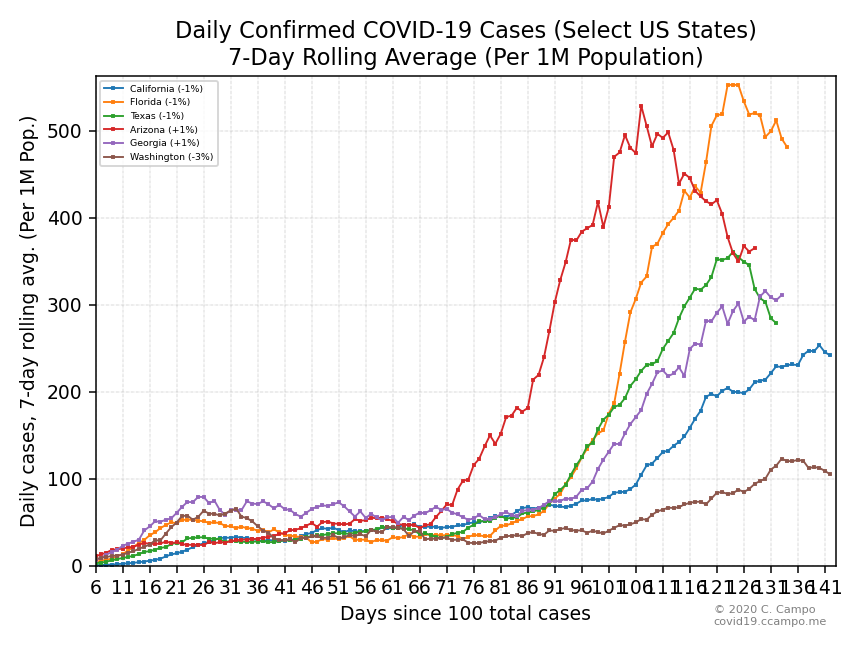 Daily Confirmed COVID-19 Cases (Select US States)
7-Day Rolling Average (Per 1M Population)
California (-1%)
Florida (-1%)
Texas (-1%)
Arizona (+1%)
Georgia (+1%)
Washington (-3%)
Daily cases, 7-day rolling avg. (Per 1M Pop.)
500
400
300
200
100
0
6 11 16 21 26 31 36 41 46 51 56 61 66 71 76 81 86 91 96 101 106 111 116 121 126 131 136 141
Days since 100 total cases
© 2020 C. Campo
covid19.ccampo.me